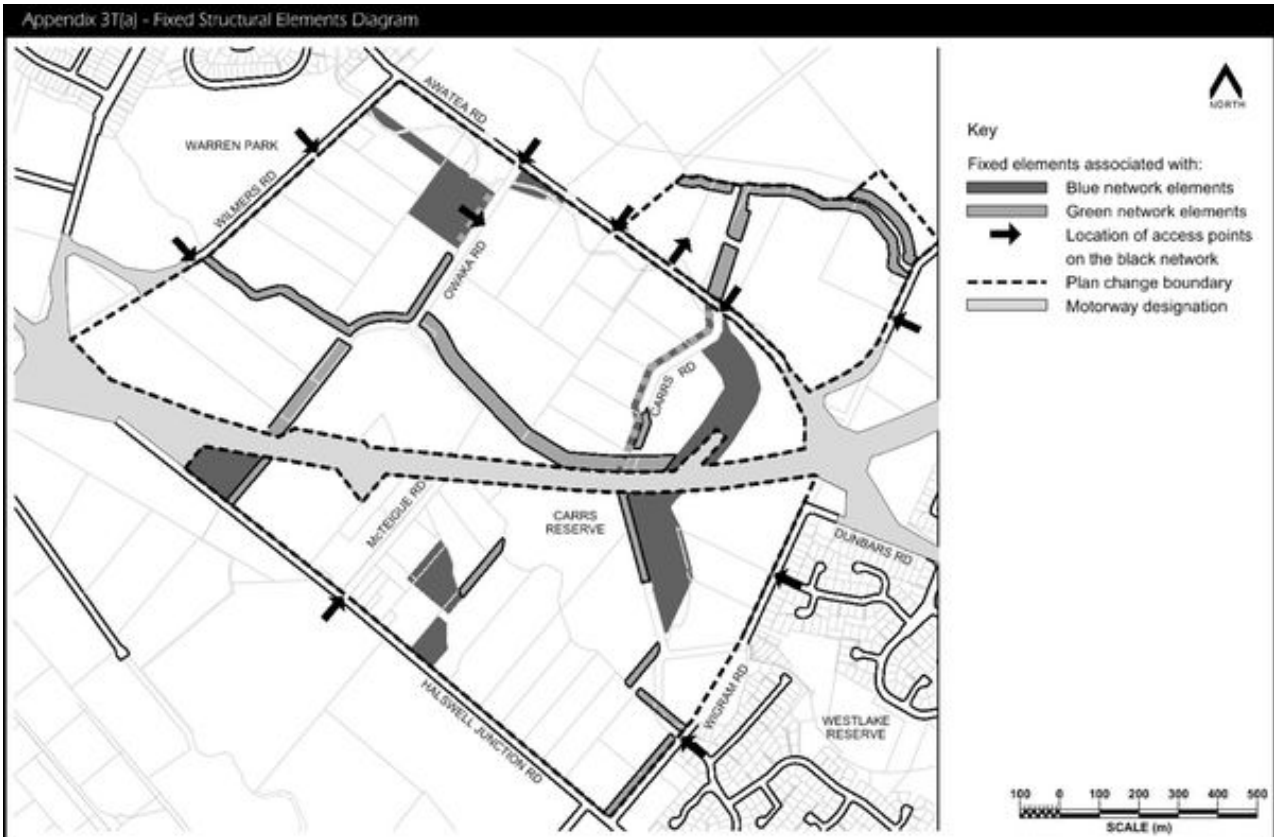 Appendix 3T(a) - Fixed Structural Elements Diagram
AWATEA RD
WARREN PARK
WILMERS RD
OWAKA RD
CARRS RD
McTEIGUE RD
CARRS
RESERVE
DUNBARS RD
HALSWELL JUNCTION RD
WIGRAM RD
WESTLAKE
RESERVE
NORTH
Key
Fixed elements associated with:
Blue network elements
Green network elements
Location of access points
on the black network
Plan change boundary
Motorway designation
100 0 100 200 300 400 500
SCALE (m)